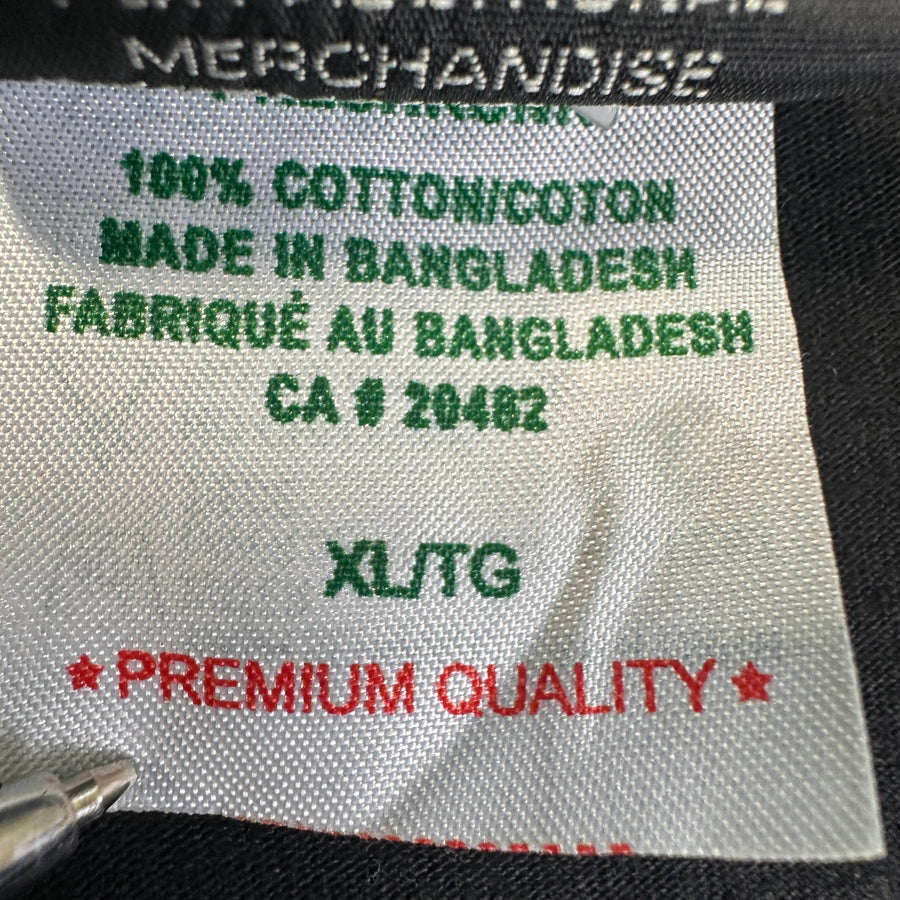 MERCHANDISE
100% COTTON/COTON
MADE IN BANGLADESH
FABRIQUÉ AU BANGLADESH
CA # 20482
XL/TG
★ PREMIUM QUALITY ★